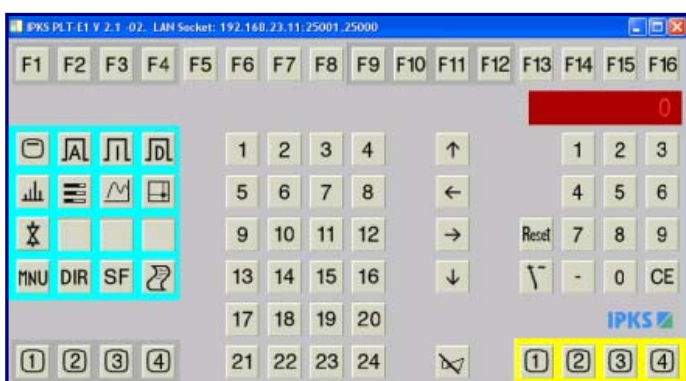 IPKS PLT-E1 V 2.1 -02. LAN Socket: 192.168.23.11:25001 .25000
F1 F2 F3 F4 F5 F6 F7 F8 F9 F10 F11 F12 F13 F14 F15 F16
0
A I D 1 2 3 4 1 2 3
5 6 7 8 4 5 6
9 10 11 12 Reset 7 8 9
MNU DIR SF 13 14 15 16 - 0 CE
17 18 19 20 IPKS
1 2 3 4 21 22 23 24 1 2 3 4